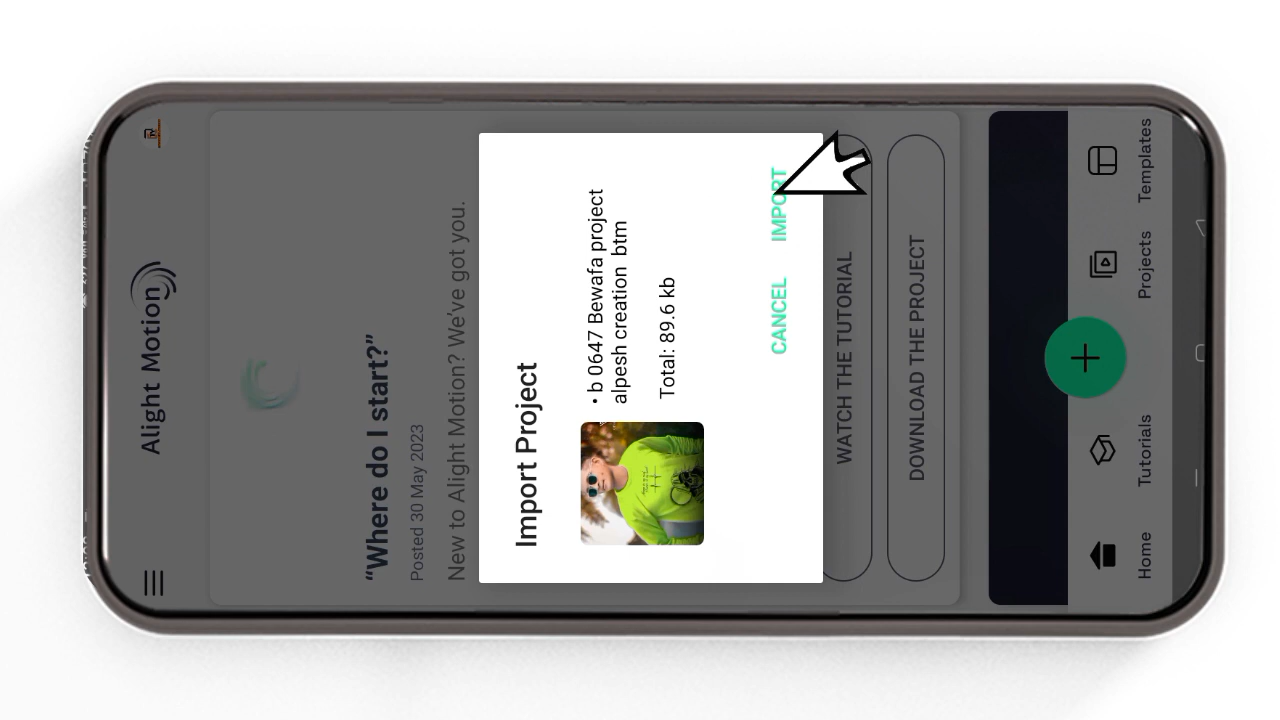 Alight Motion
“Where do I start?”
Posted 30 May 2023
New to Alight Motion? We've got you.
Import Project
• b 0647 Bewafa project
alpesh creation btm
Total: 89.6 kb
CANCEL IMPORT
WATCH THE TUTORIAL
DOWNLOAD THE PROJECT
Home
Tutorials
Projects
Templates